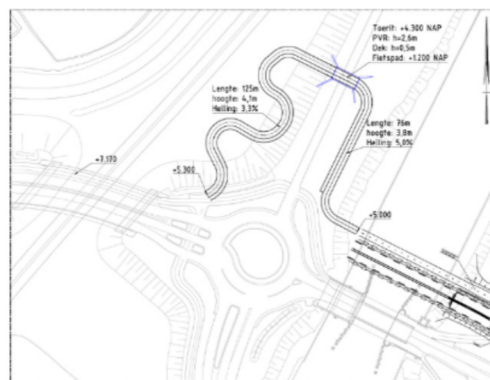 Toerit: +4.300 NAP
PVR: h=2,6m
Dek: h=0,5m
Fietspad: +1.200 NAP
Lengte: 125m
hoogte: 4,1m
Helling: 3,3%
Lengte: 76m
hoogte: 3,8m
Helling: 5,0%
+7.170
+5.300
+5.000